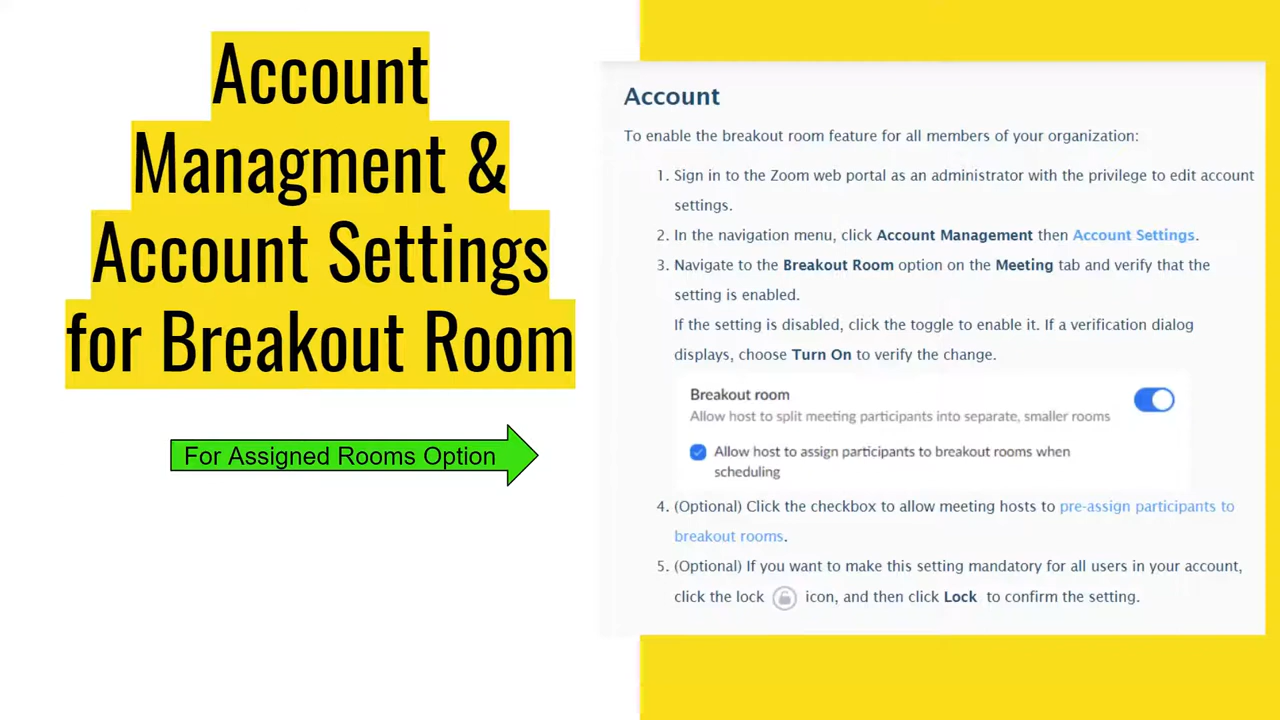 Account
Managment &
Account Settings
for Breakout Room
For Assigned Rooms Option
Account
To enable the breakout room feature for all members of your organization:
1. Sign in to the Zoom web portal as an administrator with the privilege to edit account
settings.
2. In the navigation menu, click Account Management then Account Settings.
3. Navigate to the Breakout Room option on the Meeting tab and verify that the
setting is enabled.
If the setting is disabled, click the toggle to enable it. If a verification dialog
displays, choose Turn On to verify the change.
Breakout room
Allow host to split meeting participants into separate, smaller rooms
Allow host to assign participants to breakout rooms when
scheduling
4. (Optional) Click the checkbox to allow meeting hosts to pre-assign participants to
breakout rooms.
5. (Optional) If you want to make this setting mandatory for all users in your account,
click the lock icon, and then click Lock to confirm the setting.